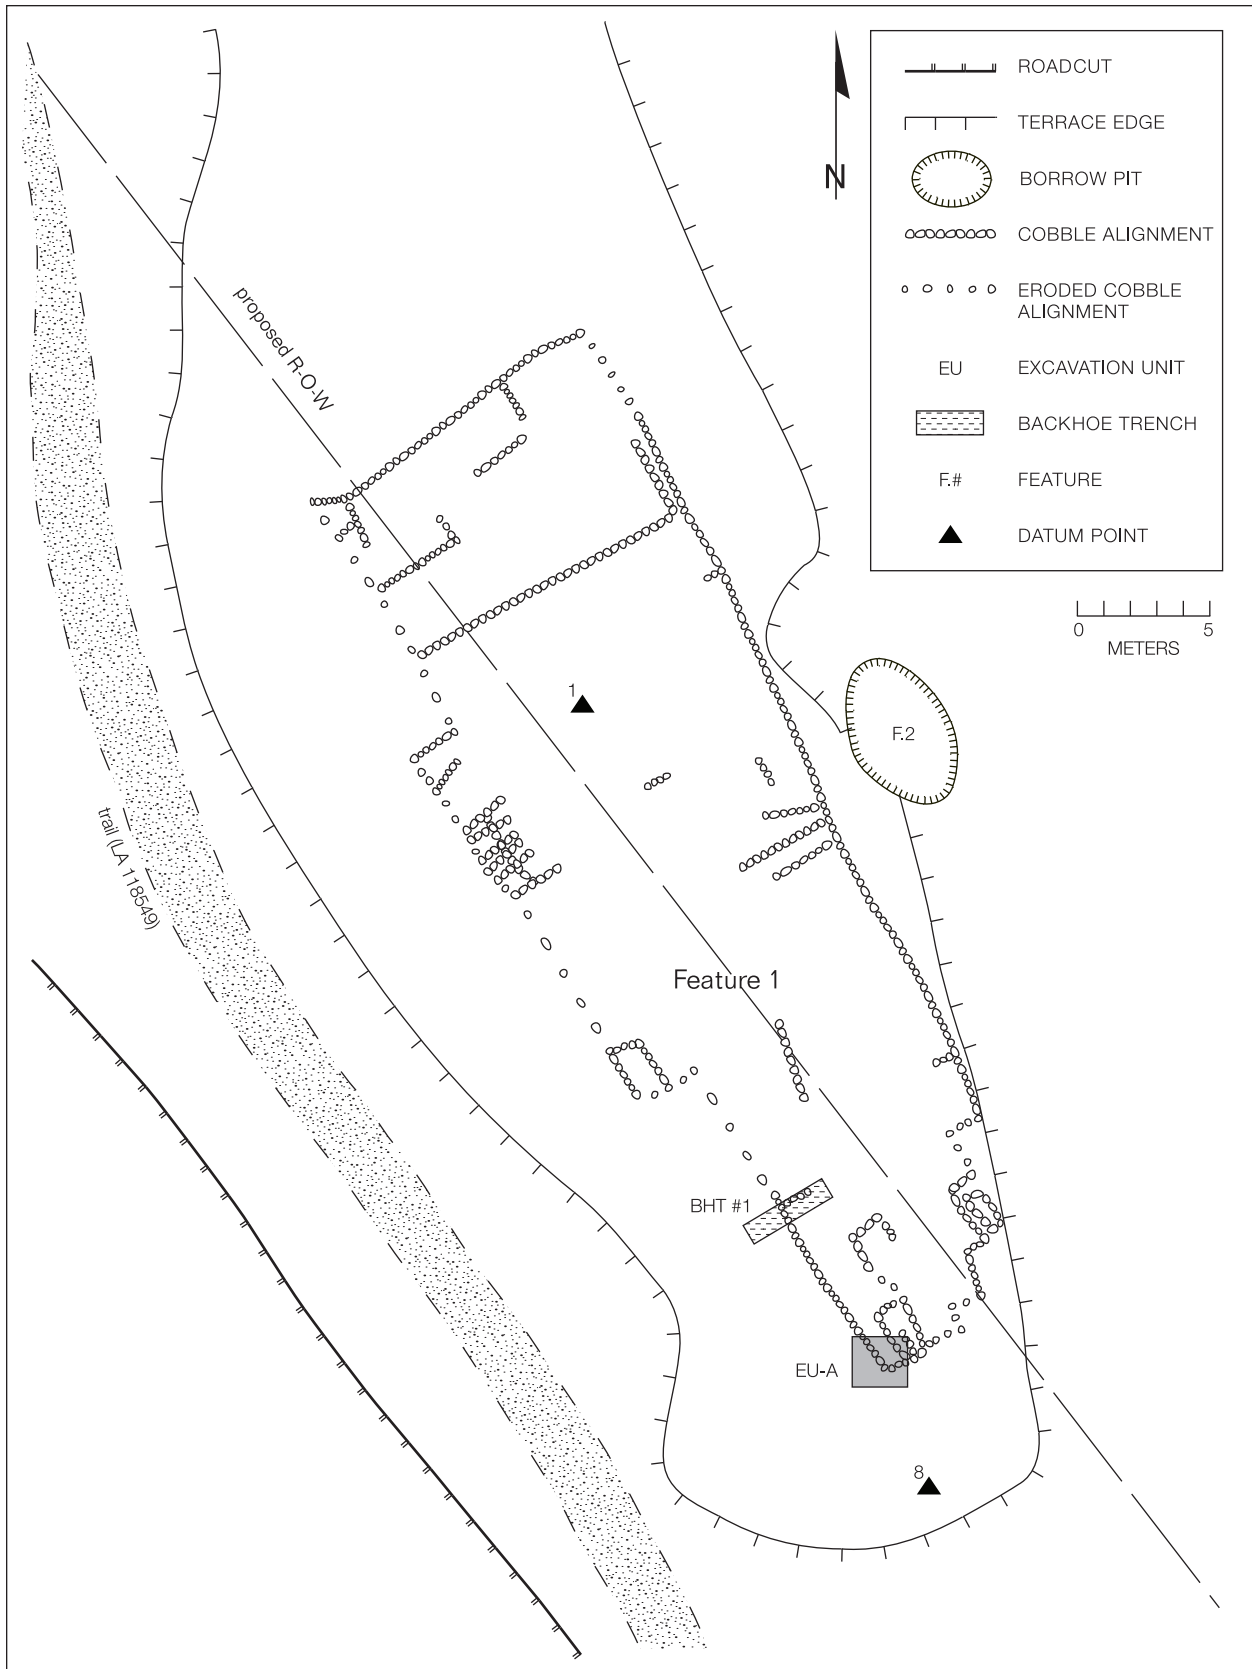 ROADCUT
TERRACE EDGE
BORROW PIT
COBBLE ALIGNMENT
ERODED COBBLE
ALIGNMENT
EU EXCAVATION UNIT
BACKHOE TRENCH
F.# FEATURE
DATUM POINT
N
0 5
METERS
proposed R-O-W
1
F.2
trail (LA 118549)
Feature 1
BHT #1
EU-A
8